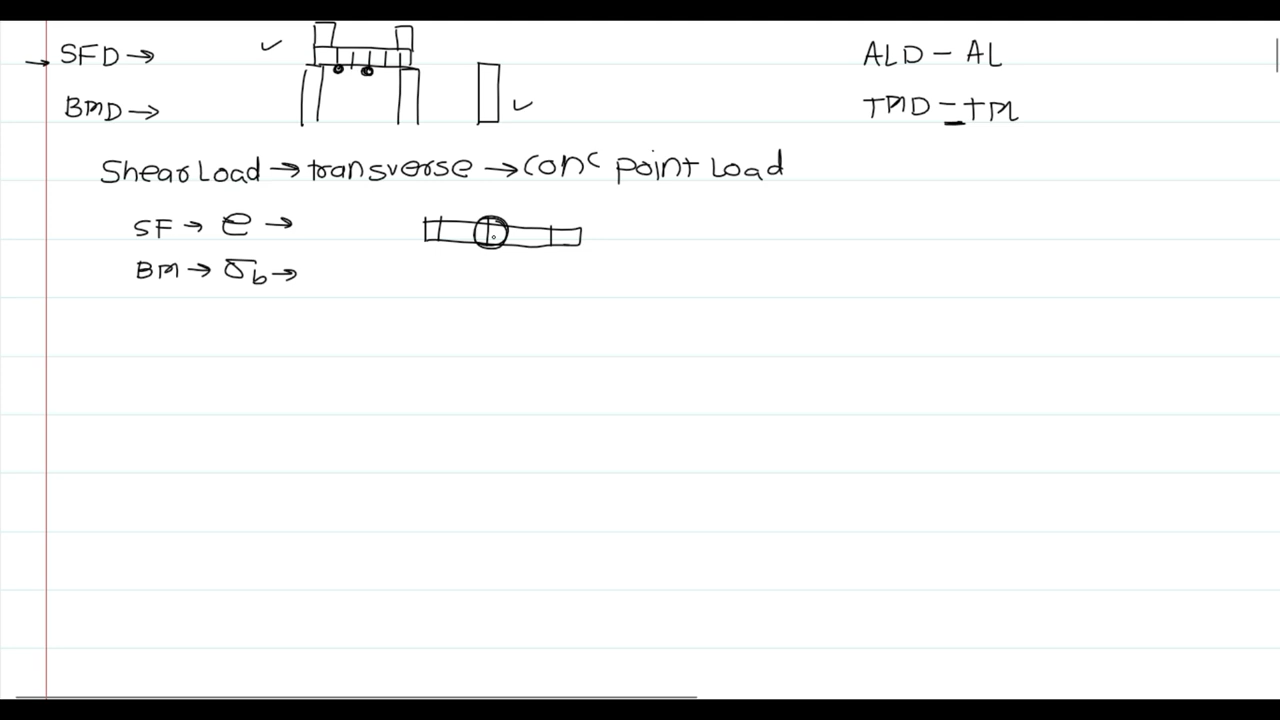 SFD →
BMD →
ALD - AL
TMD - TM
Shear Load → transverse → conc point Load
SF → e →
BM → σb →